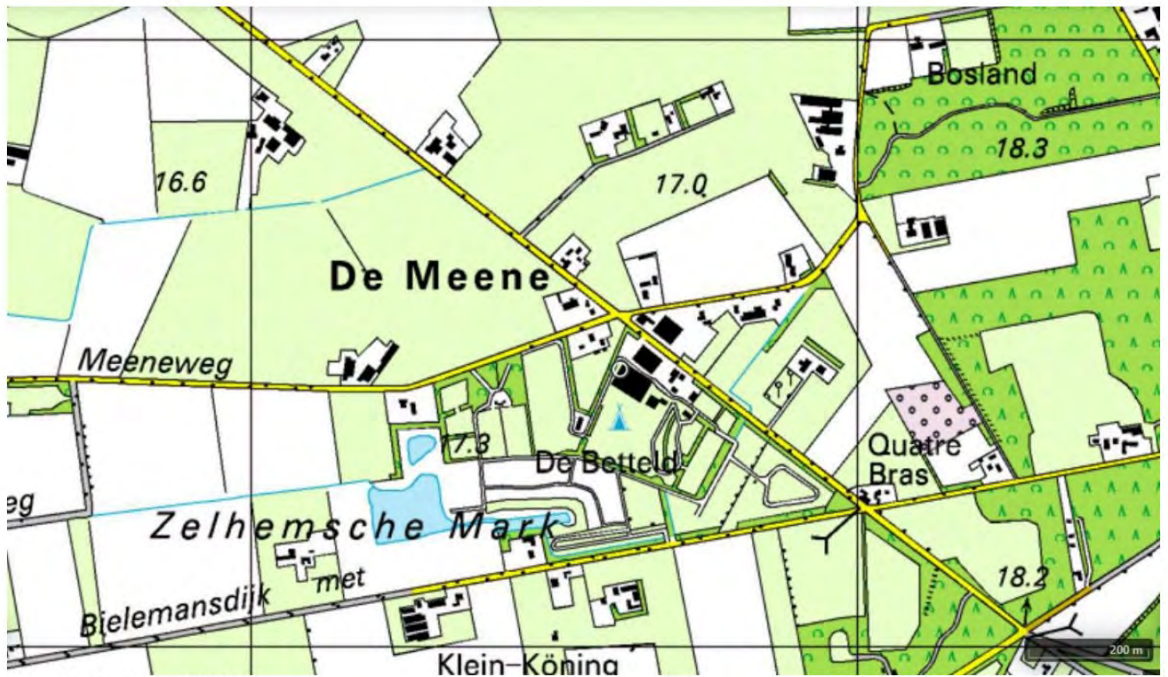 Bosland
18.3
16.6
17.0
De Meene
Meeneweg
17.3
De Betteld
Quatre
Bras
eg
Zelhemsche Mark
met
Bielemansdijk
18.2
200 m
Klein-Köning